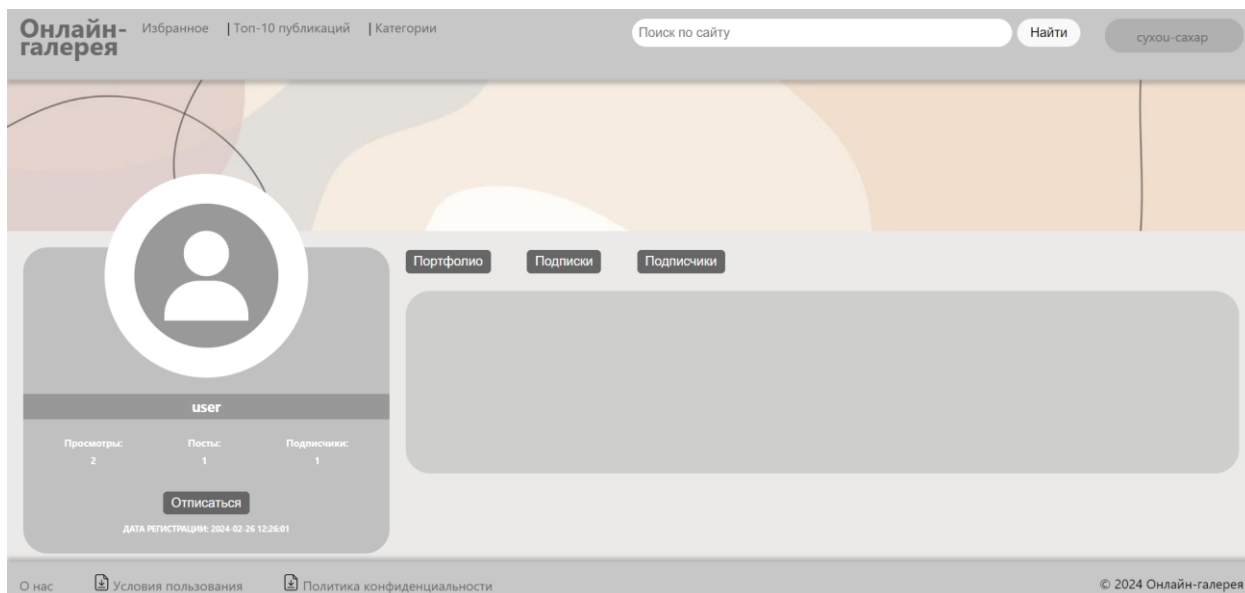 Онлайн-галерея
Избранное | Топ-10 публикаций | Категории
Поиск по сайту
Найти
сухои-сахар
Портфолио Подписки Подписчики
user
Просмотры: Посты: Подписчики:
2 1 1
Отписаться
ДАТА РЕГИСТРАЦИИ: 2024-02-26 12:26:01
О нас Условия пользования Политика конфиденциальности
© 2024 Онлайн-галерея